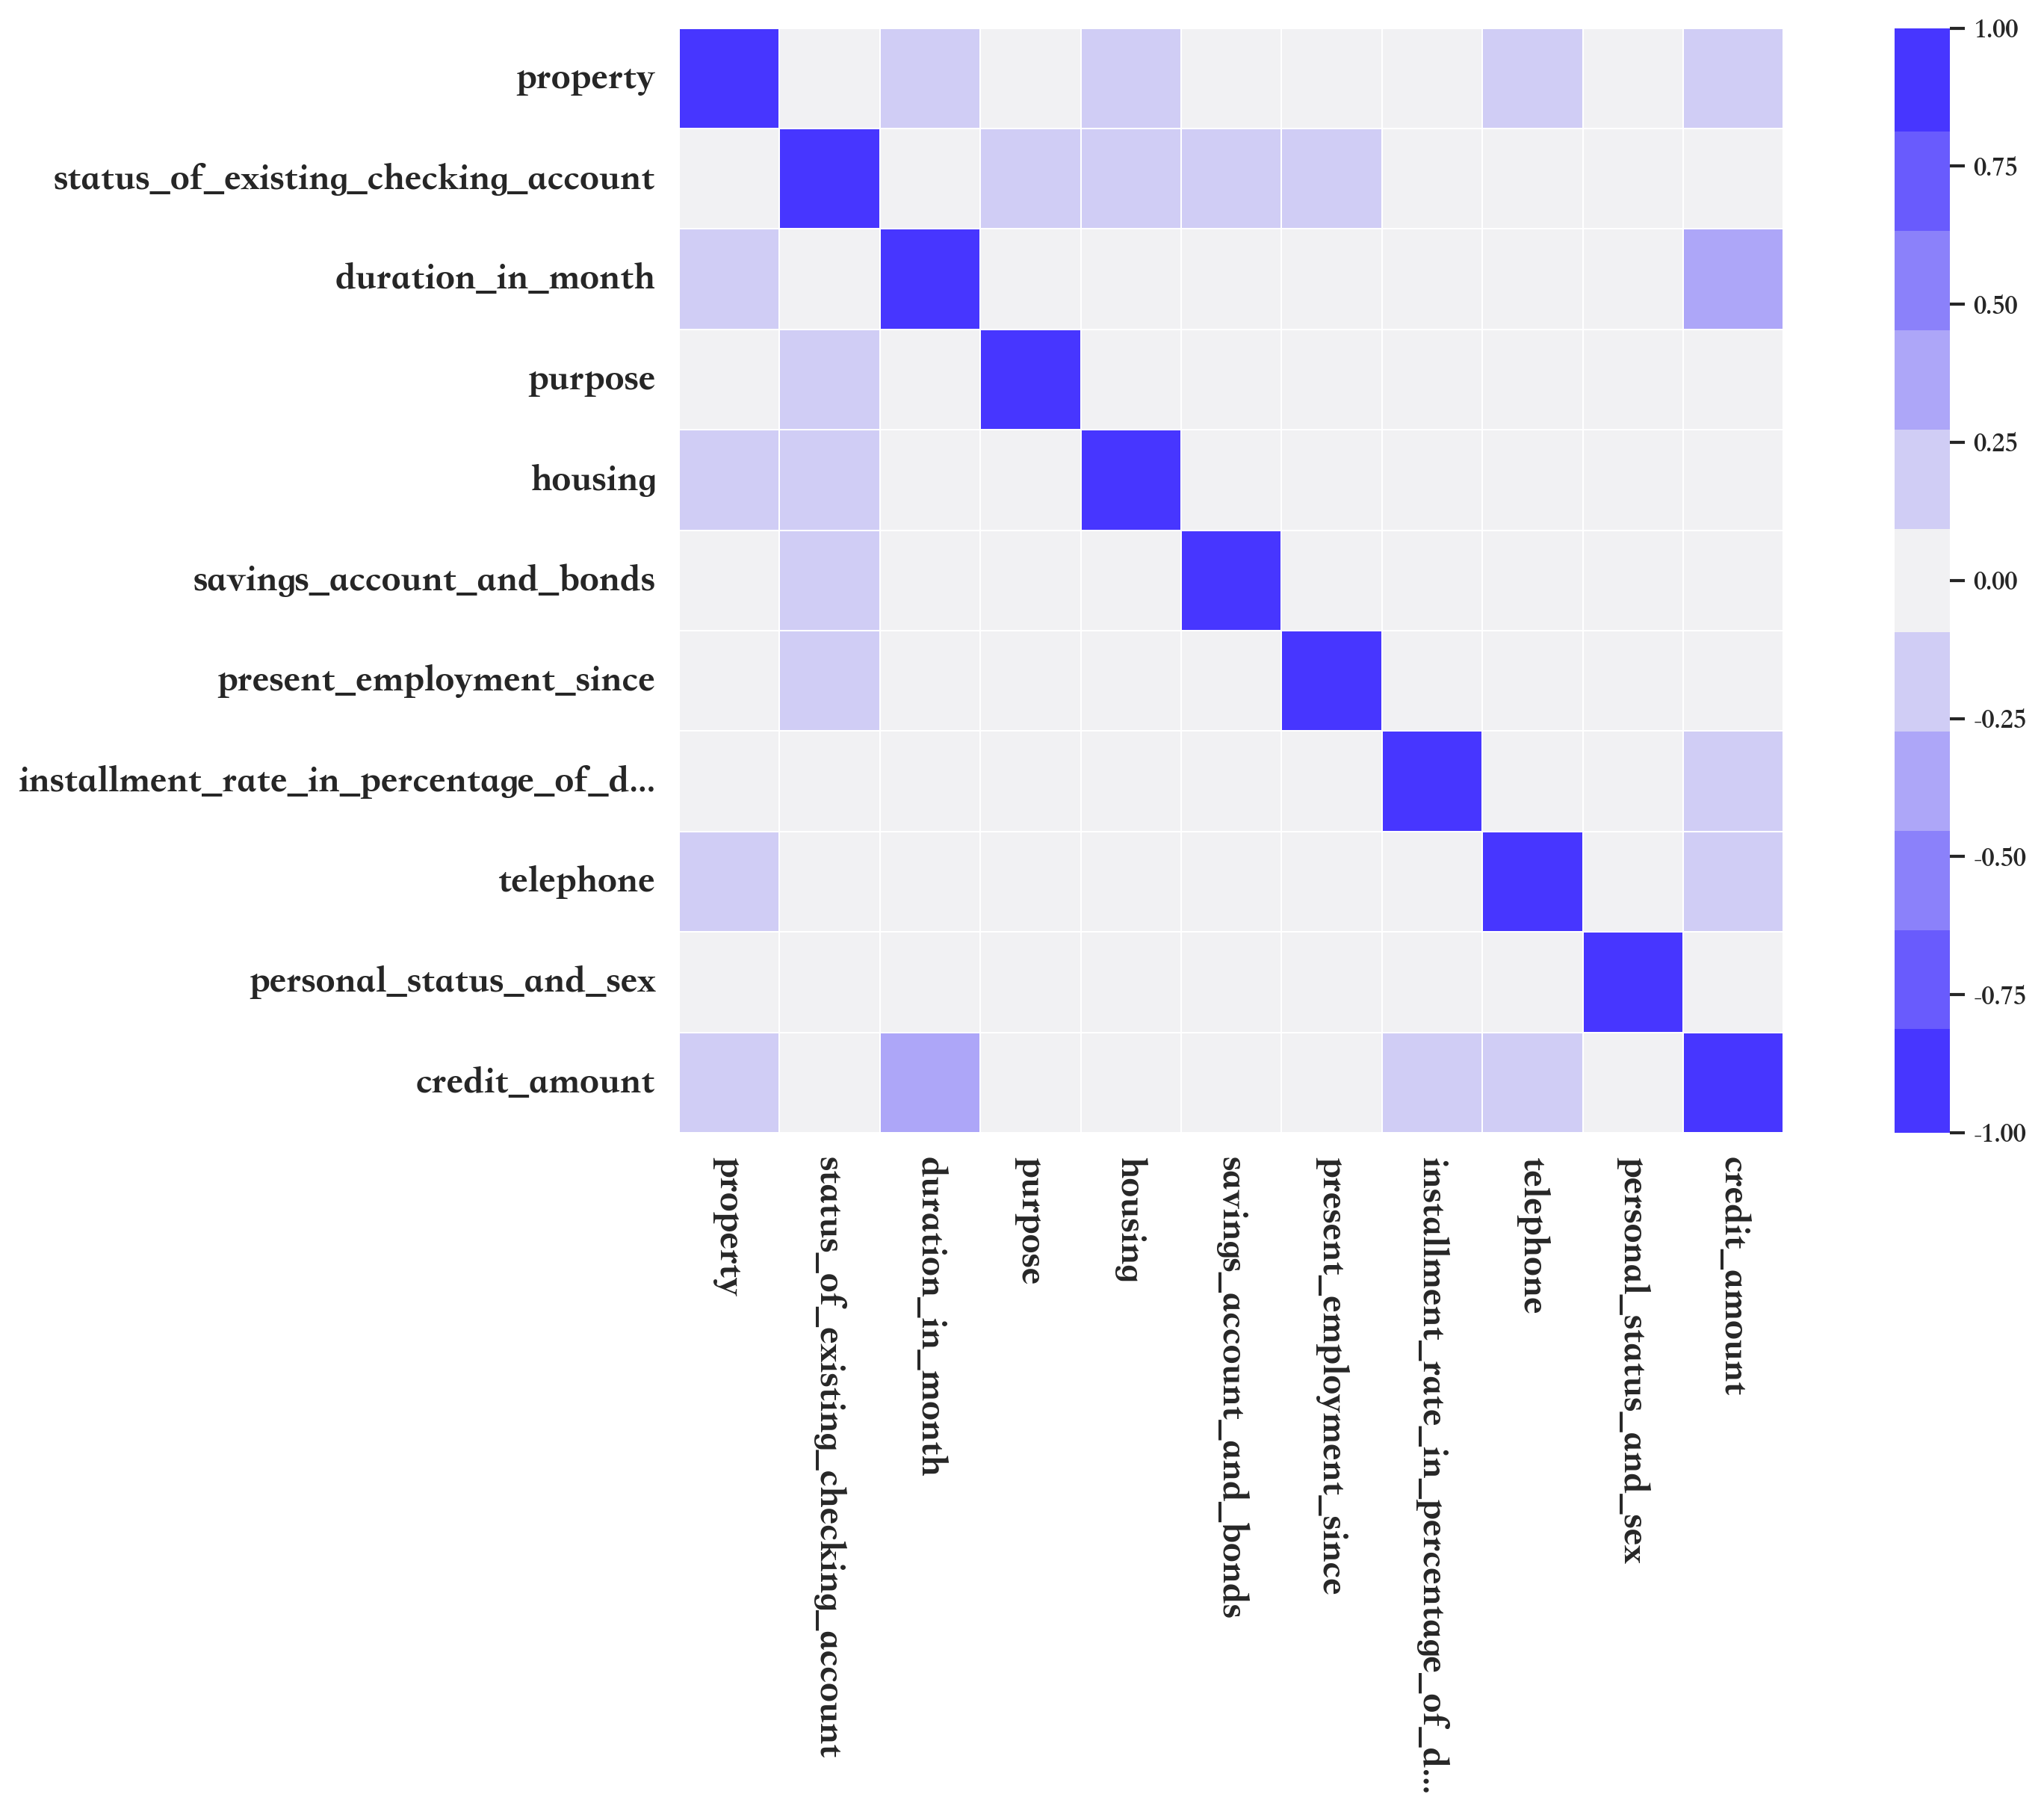 property
status_of_existing_checking_account
duration_in_month
purpose
housing
savings_account_and_bonds
present_employment_since
installment_rate_in_percentage_of_d...
telephone
personal_status_and_sex
credit_amount
property
status_of_existing_checking_account
duration_in_month
purpose
housing
savings_account_and_bonds
present_employment_since
installment_rate_in_percentage_of_d...
telephone
personal_status_and_sex
credit_amount
1.00
0.75
0.50
0.25
0.00
-0.25
-0.50
-0.75
-1.00